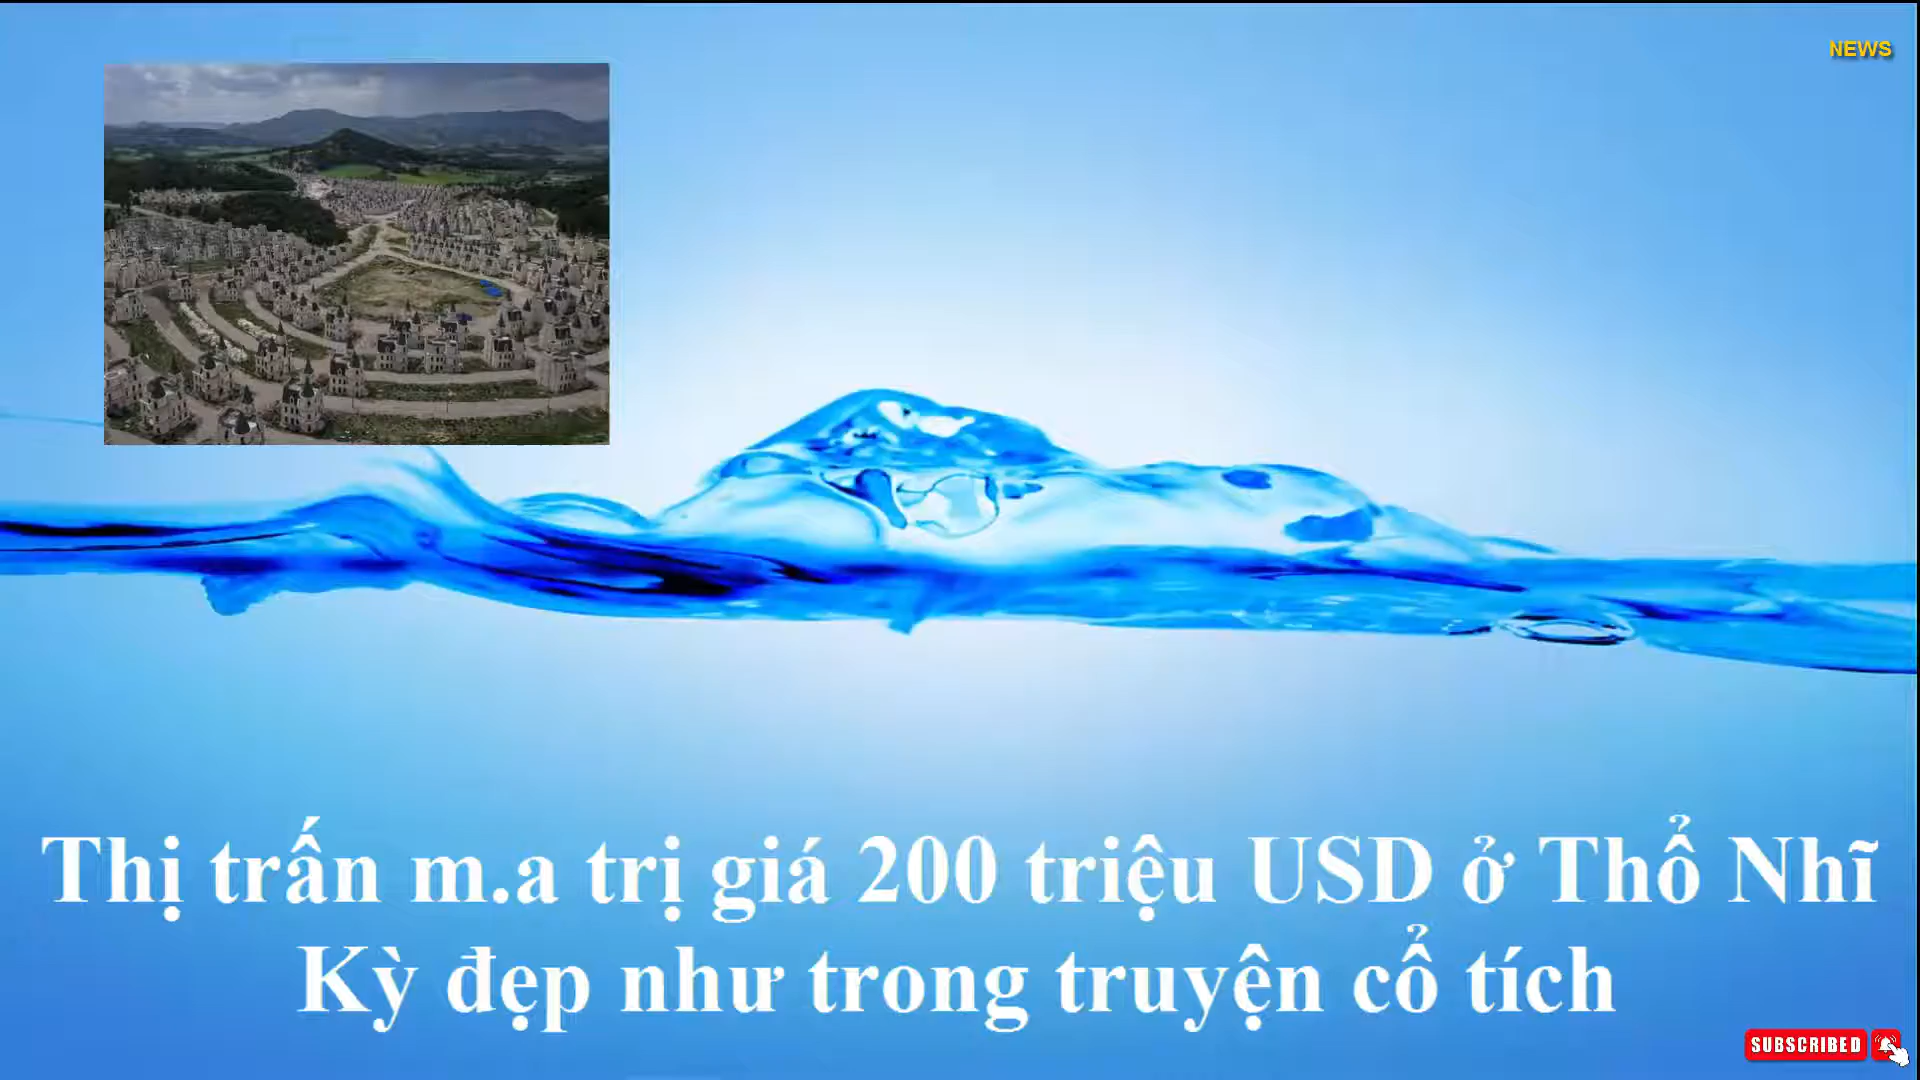 NEWS
Thị trấn m.a trị giá 200 triệu USD ở Thổ Nhĩ
Kỳ đẹp như trong truyện cổ tích
SUBSCRIBED